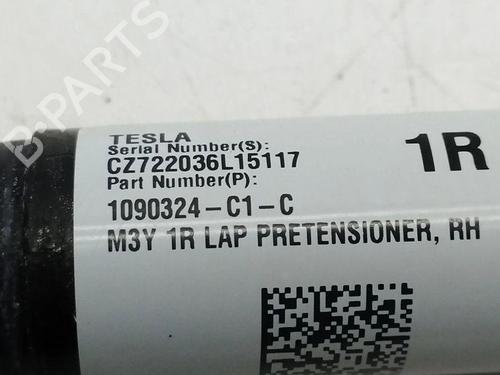 B-PARTS
TESLA
Serial Number(S):
CZ722036L15117
Part Number(P):
1090324-C1-C
M3Y 1R LAP PRETENSIONER, RH
1R